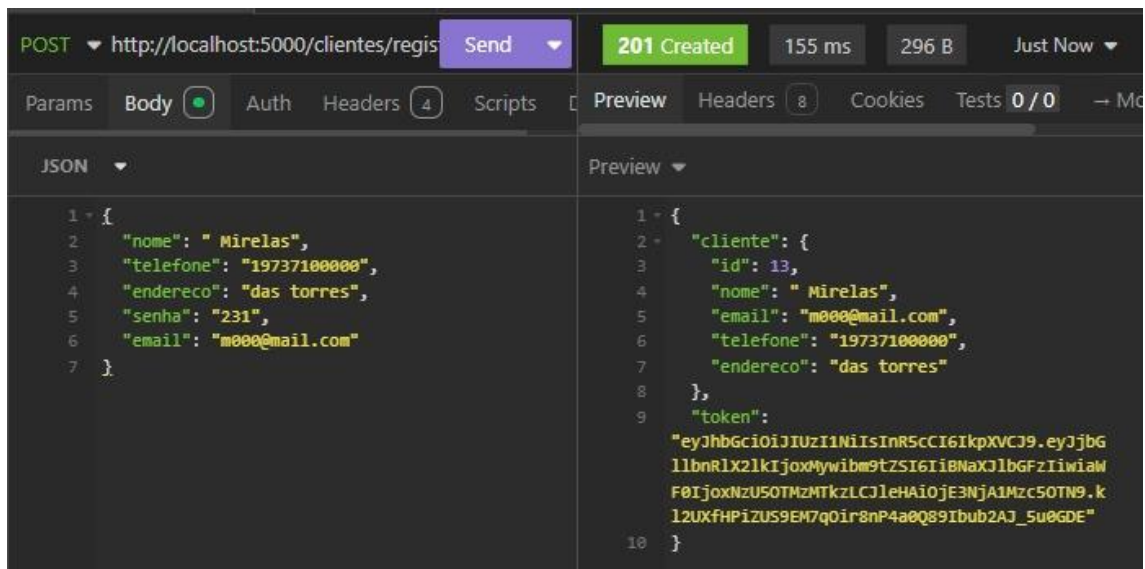 POST http://localhost:5000/clientes/regis Send
201 Created 155 ms 296 B Just Now
Params Body Auth Headers 4 Scripts
Preview Headers 8 Cookies Tests 0 / 0 → Mo
JSON
Preview
1 {
2 "nome": " Mirelas",
3 "telefone": "19737100000",
4 "endereco": "das torres",
5 "senha": "231",
6 "email": "m000@mail.com"
7 }
1 {
2 "cliente": {
3 "id": 13,
4 "nome": " Mirelas",
5 "email": "m000@mail.com",
6 "telefone": "19737100000",
7 "endereco": "das torres"
8 },
9 "token":
"eyJhbGciOiJIUzI1NiIsInR5cCI6IkpXVCJ9.eyJjbG
llbnRlX2lkIjoxMywibm9tZSI6IiBNaXJlbGFzIiwiaW
F0IjoxNzU5OTMzMTkzLCJleHAiOjE3NjA1Mzc5OTN9.k
l2UXfHPiZUS9EM7qOir8nP4a0Q89Ibub2AJ_5u0GDE"
10 }